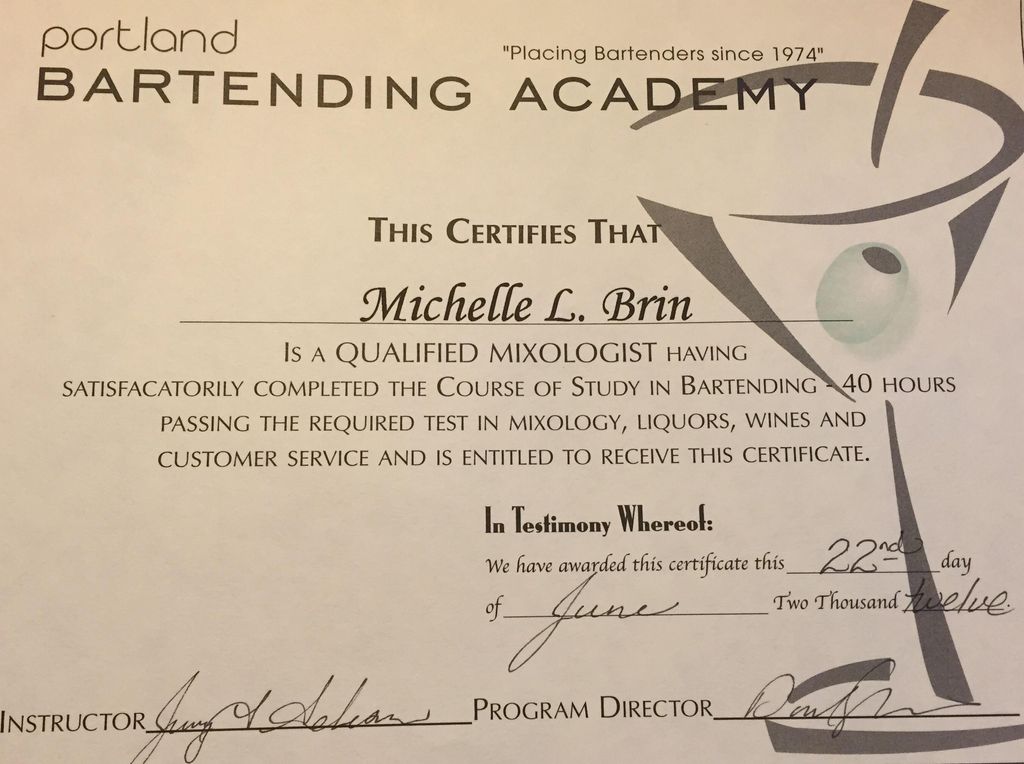 portland
"Placing Bartenders since 1974"
BARTENDING ACADEMY
THIS CERTIFIES THAT
Michelle L. Brin
IS A QUALIFIED MIXOLOGIST HAVING
SATISFACATORILY COMPLETED THE COURSE OF STUDY IN BARTENDING - 40 HOURS
PASSING THE REQUIRED TEST IN MIXOLOGY, LIQUORS, WINES AND
CUSTOMER SERVICE AND IS ENTITLED TO RECEIVE THIS CERTIFICATE.
In Testimony Whereof:
We have awarded this certificate this 22nd day
of June Two Thousand twelve.
INSTRUCTOR PROGRAM DIRECTOR